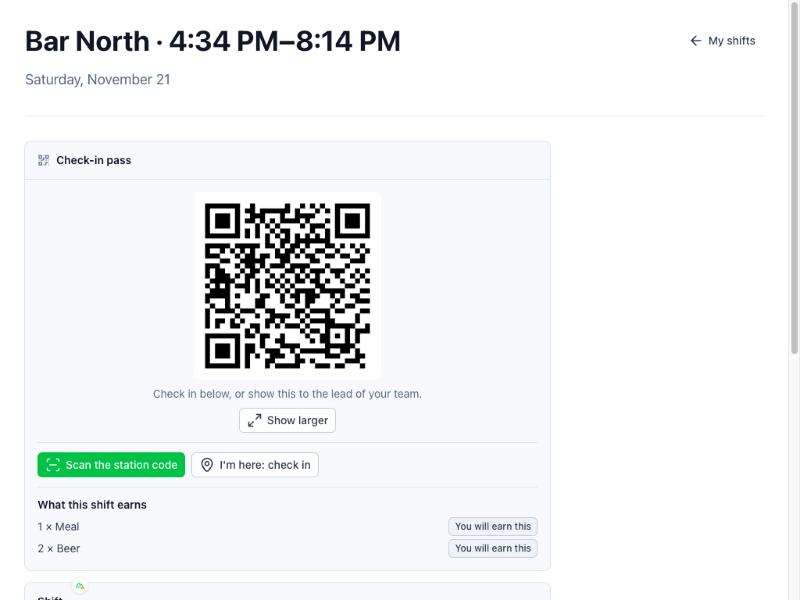 Bar North · 4:34 PM–8:14 PM
My shifts
Saturday, November 21
Check-in pass
Check in below, or show this to the lead of your team.
Show larger
Scan the station code
I'm here: check in
What this shift earns
1 × Meal
You will earn this
2 × Beer
You will earn this
Shift